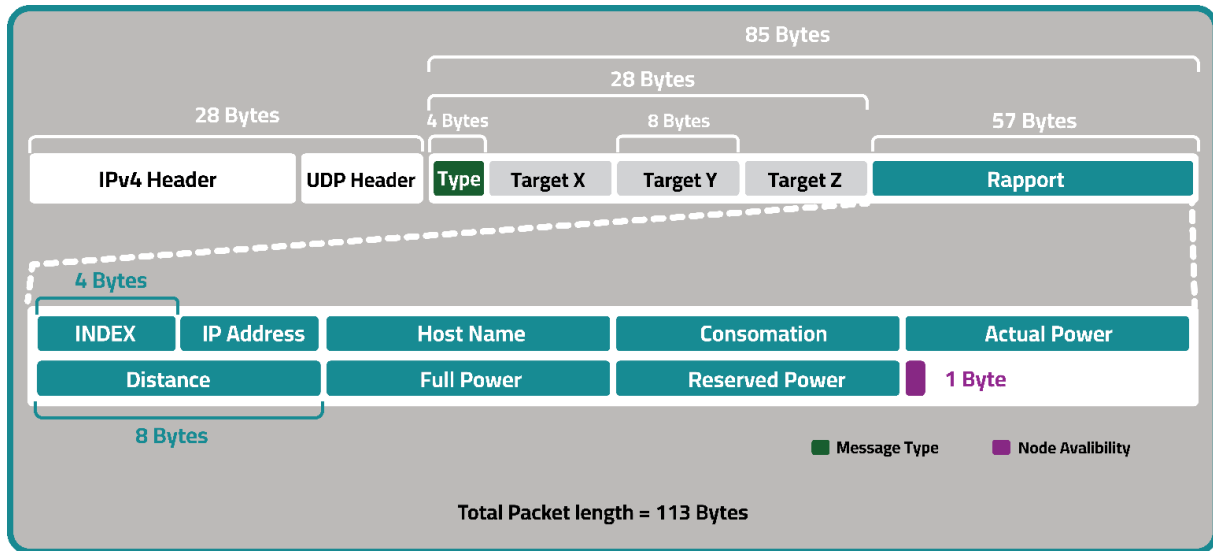 85 Bytes
28 Bytes
28 Bytes
4 Bytes
8 Bytes
57 Bytes
IPv4 Header
UDP Header
Type
Target X
Target Y
Target Z
Rapport
4 Bytes
INDEX
IP Address
Host Name
Consomation
Actual Power
Distance
Full Power
Reserved Power
1 Byte
8 Bytes
Message Type
Node Avalibility
Total Packet length = 113 Bytes